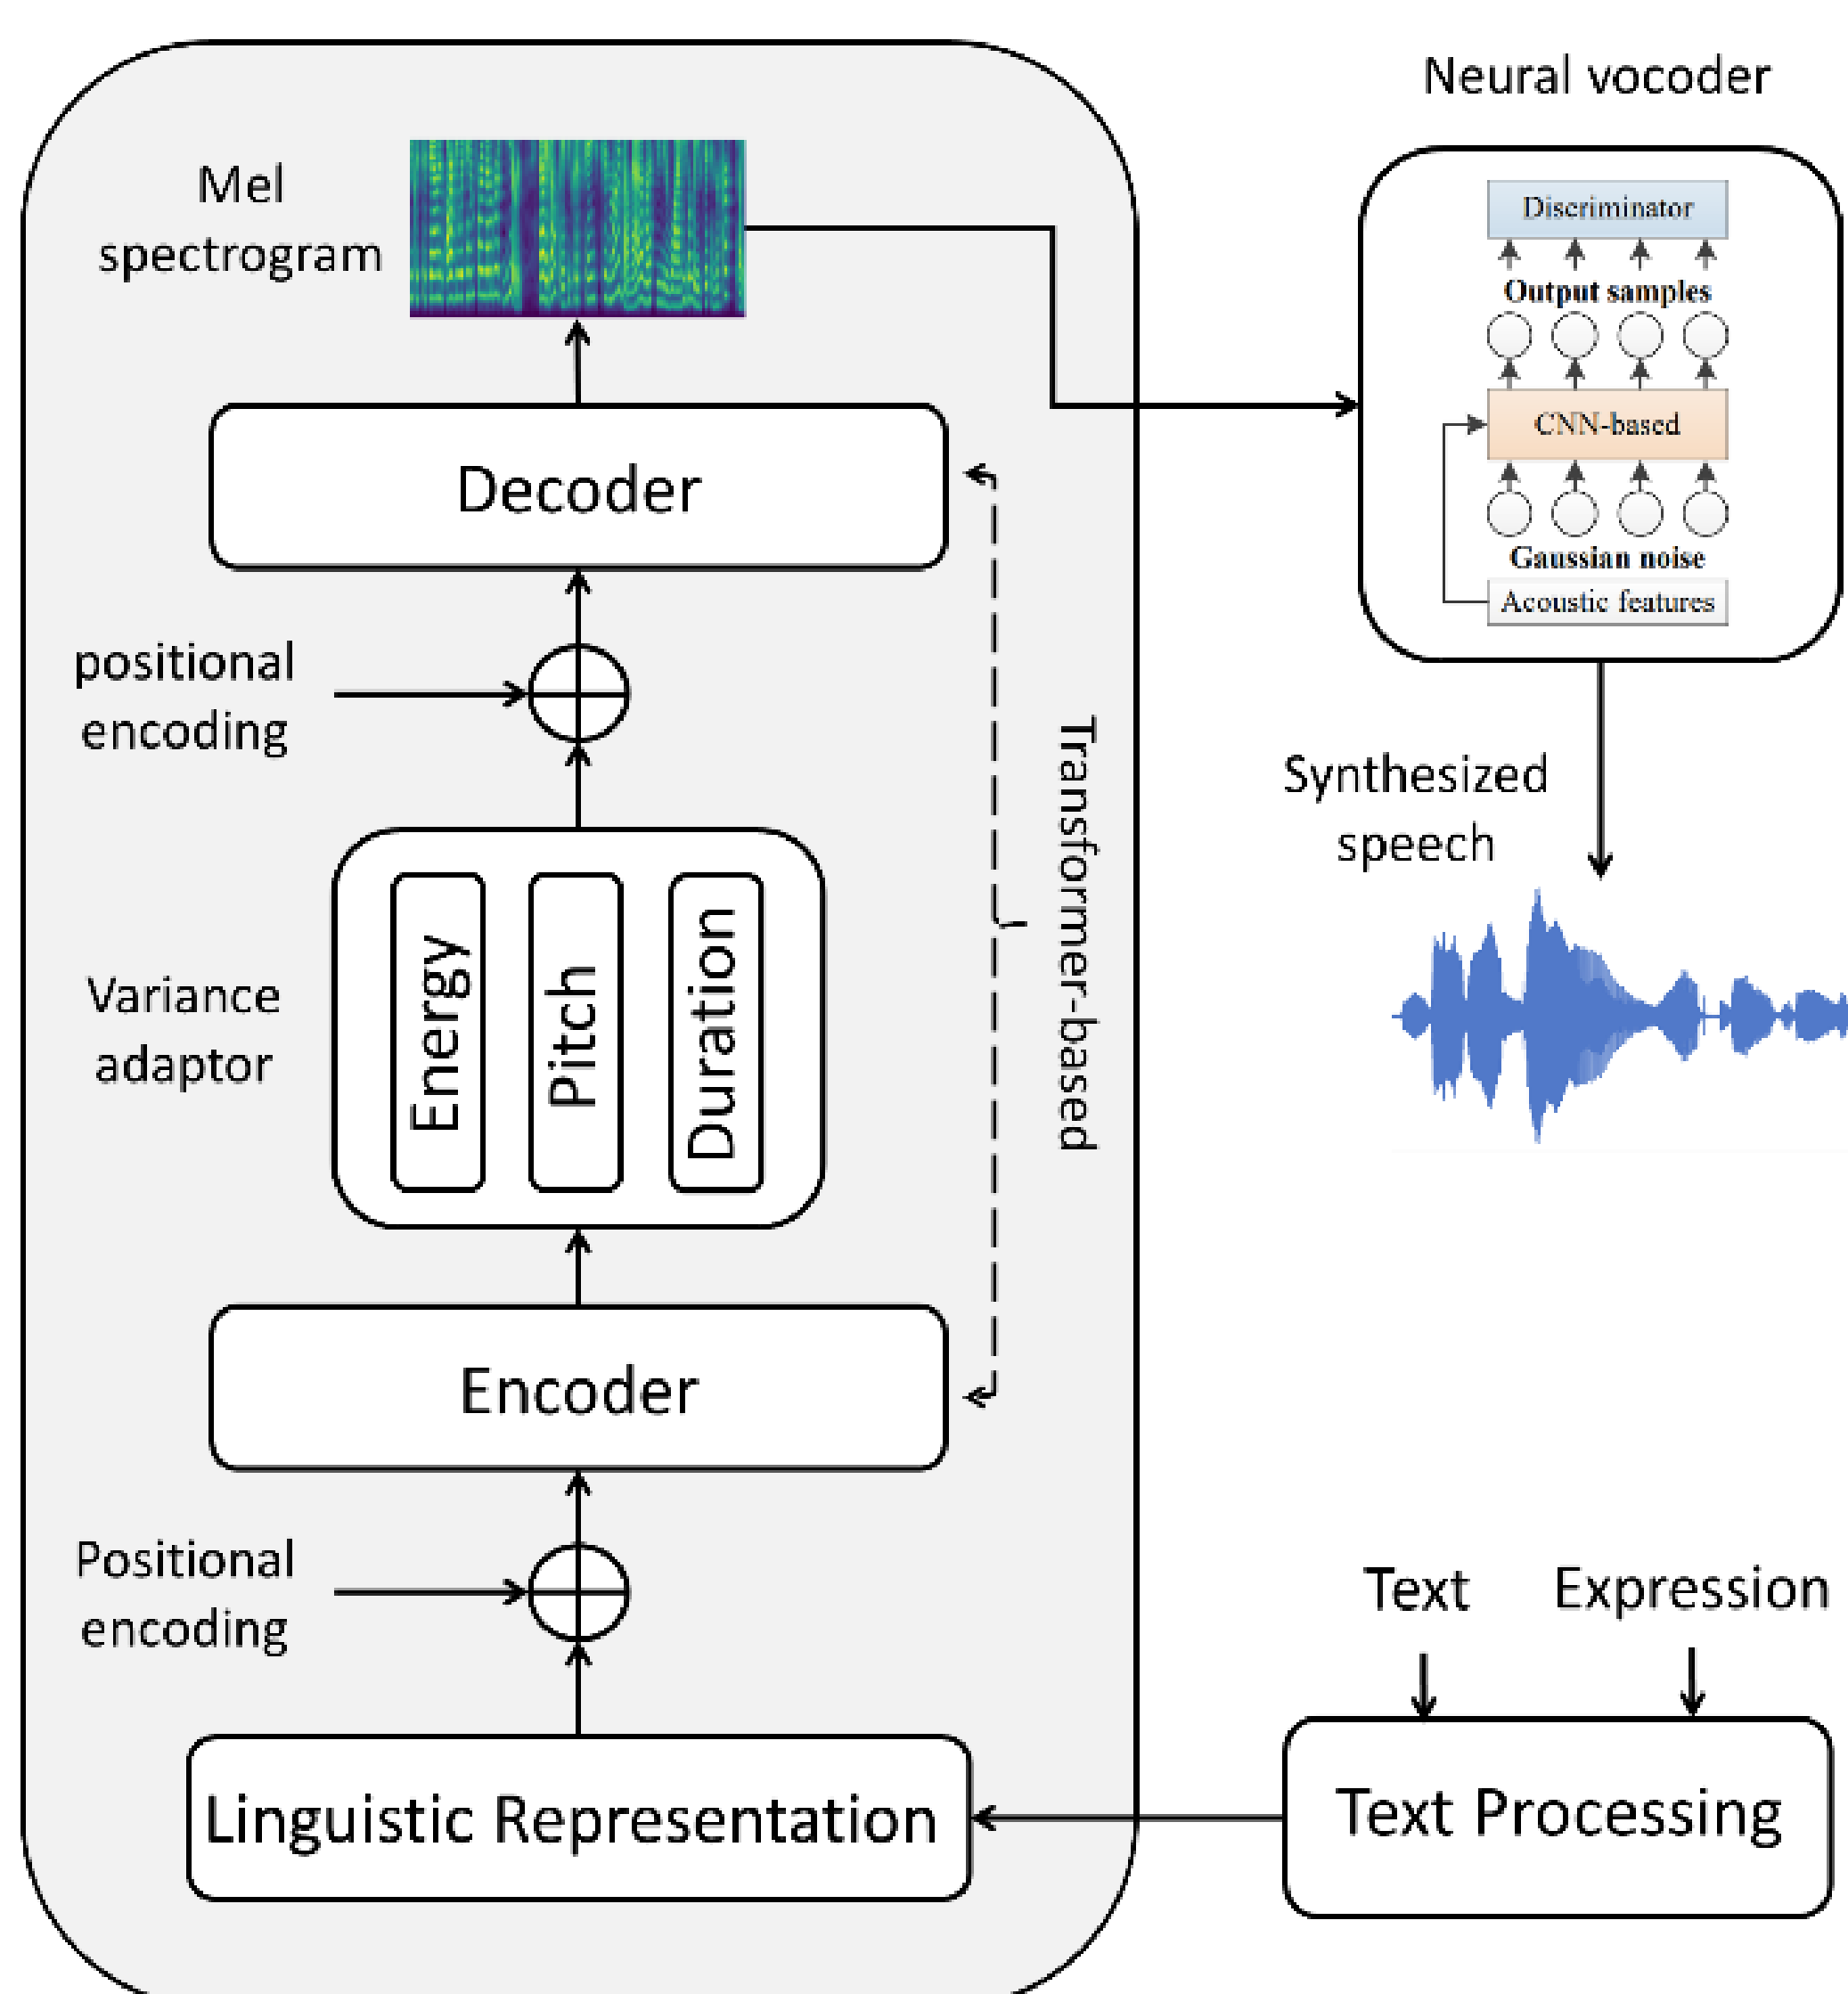 Neural vocoder
Mel
spectrogram
Discriminator
Output samples
CNN-based
Gaussian noise
Acoustic features
Decoder
positional
encoding
Transformer-based
Synthesized
speech
Variance
adaptor
Energy
Pitch
Duration
Encoder
Positional
encoding
Text
Expression
Linguistic Representation
Text Processing